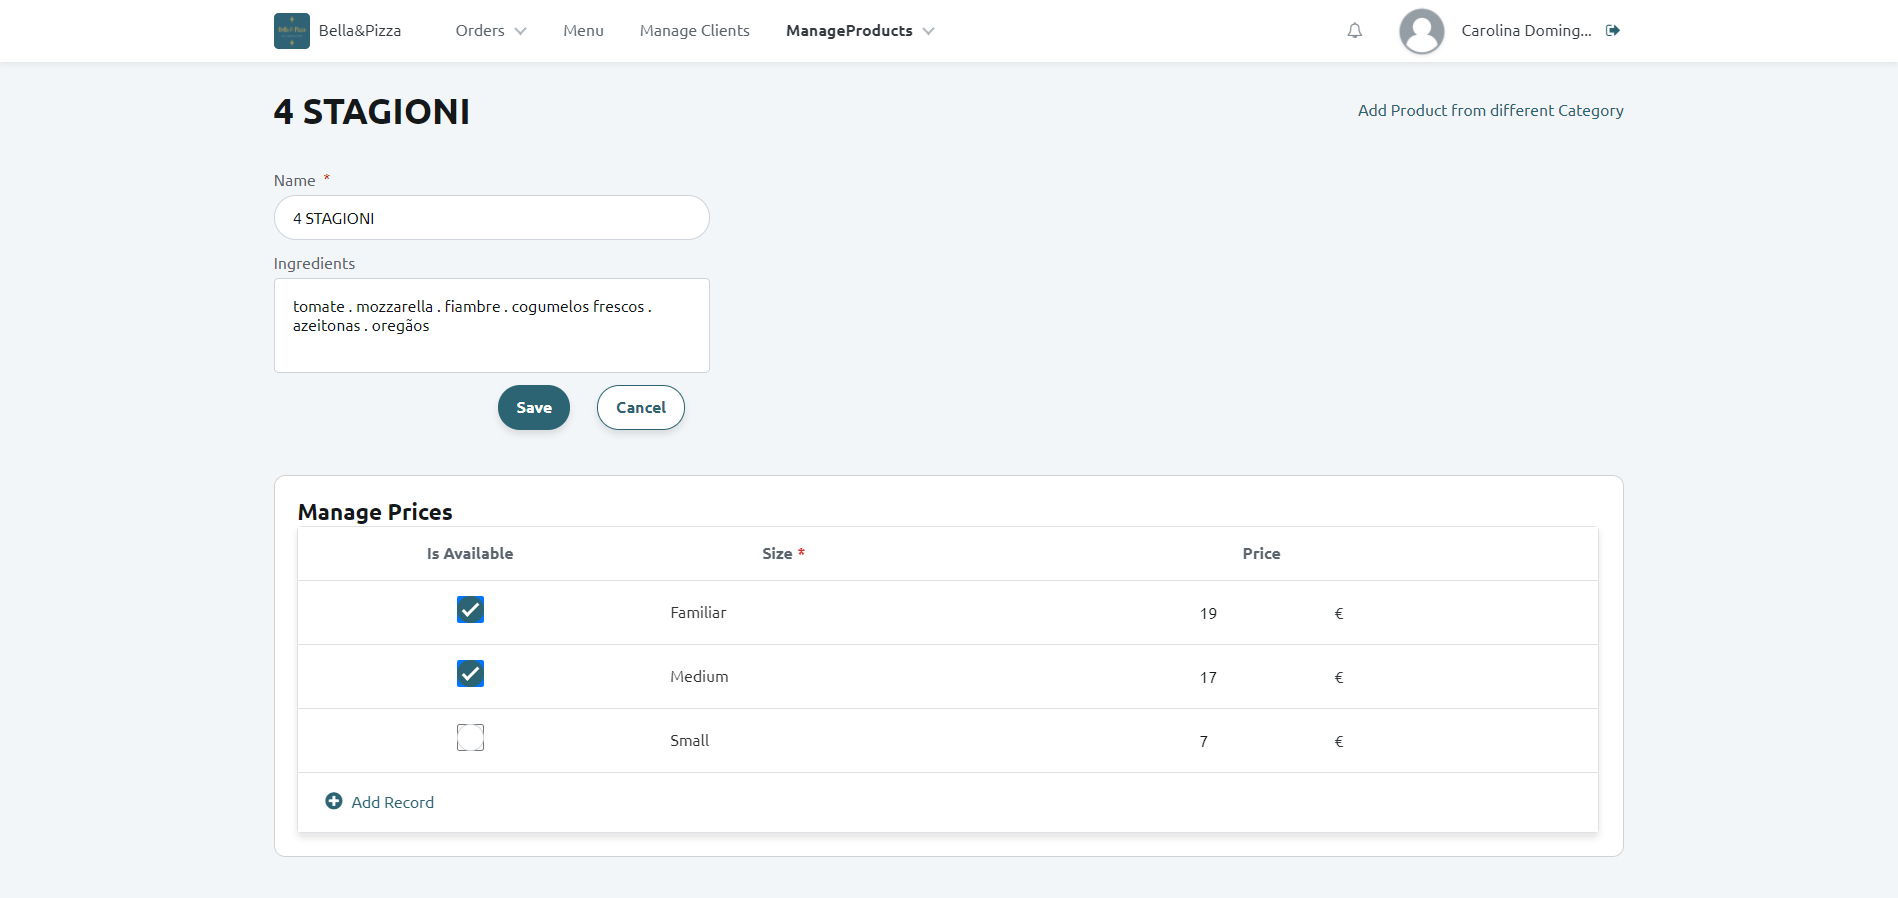 Bella&Pizza
Orders
Menu
Manage Clients
ManageProducts
Carolina Doming...
4 STAGIONI
Add Product from different Category
Name *
4 STAGIONI
Ingredients
tomate . mozzarella . fiambre . cogumelos frescos .
azeitonas . oregãos
Save
Cancel
Manage Prices
Is Available Size * Price
Familiar 19 €
Medium 17 €
Small 7 €
Add Record